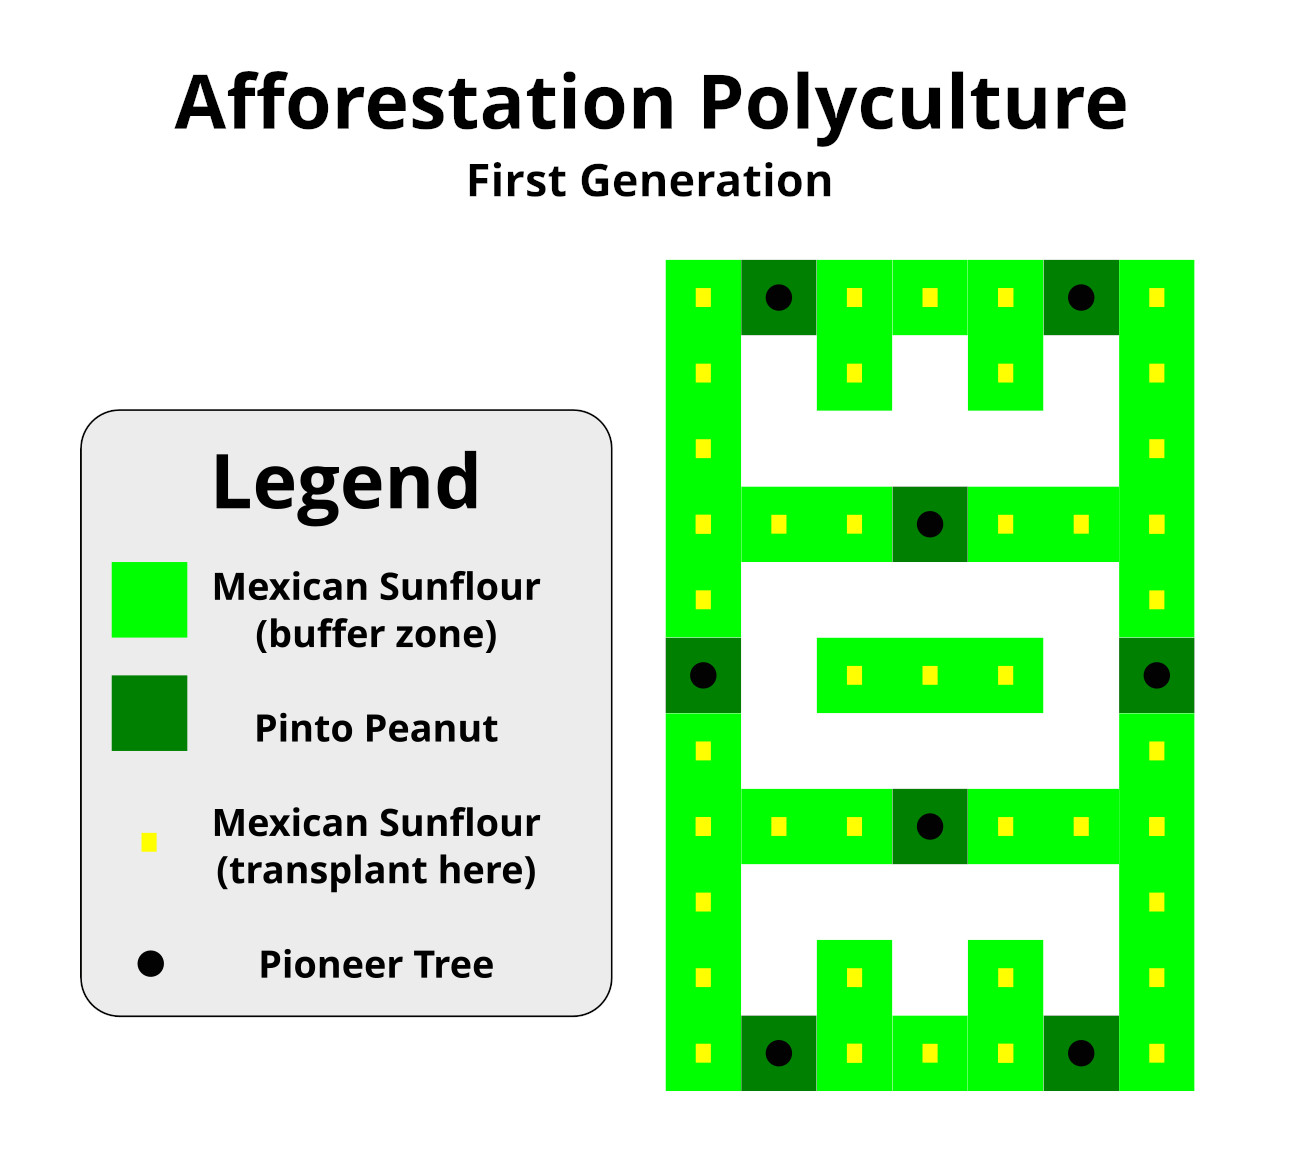 Afforestation Polyculture
First Generation
Legend
Mexican Sunflour
(buffer zone)
Pinto Peanut
Mexican Sunflour
(transplant here)
Pioneer Tree